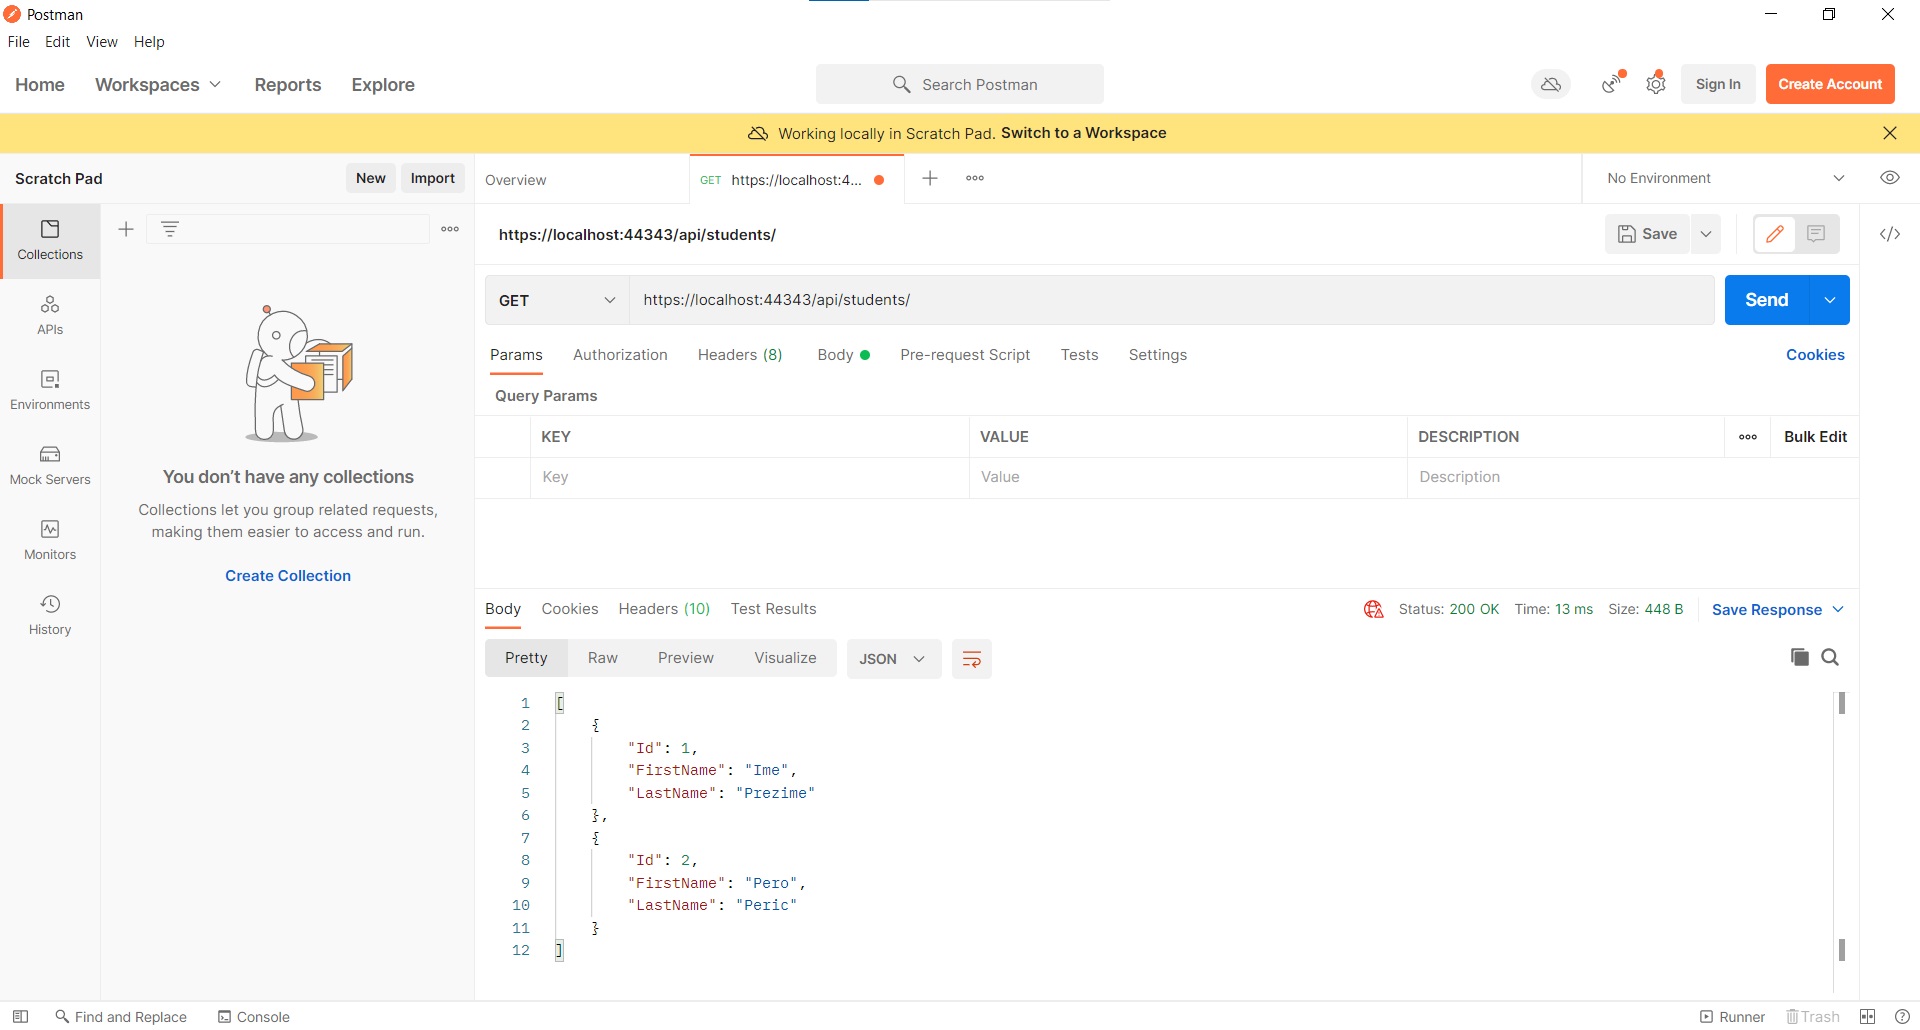 Postman
File Edit View Help
Home Workspaces Reports Explore
Search Postman
Sign In
Create Account
Working locally in Scratch Pad. Switch to a Workspace
Scratch Pad
New
Import
Overview
GET https://localhost:4...
No Environment
Collections
APIs
Environments
Mock Servers
Monitors
History
You don’t have any collections
Collections let you group related requests,
making them easier to access and run.
Create Collection
https://localhost:44343/api/students/
Save
GET https://localhost:44343/api/students/
Send
Params Authorization Headers (8) Body Pre-request Script Tests Settings
Cookies
Query Params
KEY VALUE DESCRIPTION
Bulk Edit
Key Value Description
Body Cookies Headers (10) Test Results
Status: 200 OK Time: 13 ms Size: 448 B
Save Response
Pretty Raw Preview Visualize JSON
1 [
2 {
3 "Id": 1,
4 "FirstName": "Ime",
5 "LastName": "Prezime"
6 },
7 {
8 "Id": 2,
9 "FirstName": "Pero",
10 "LastName": "Peric"
11 }
12 ]
Find and Replace
Console
Runner
Trash